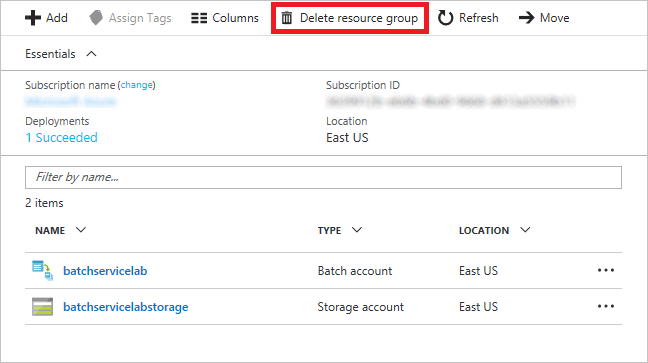 Add Assign Tags Columns Delete resource group Refresh Move
Essentials
Subscription name (change) Subscription ID
Deployments Location
1 Succeeded East US
Filter by name...
2 items
NAME TYPE LOCATION
batchservicelab Batch account East US
batchservicelabstorage Storage account East US